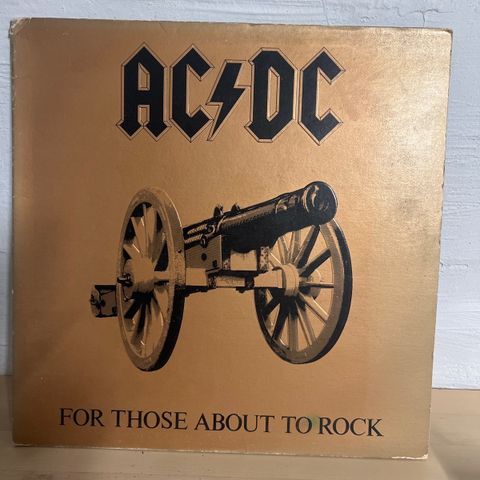 AC⚡DC
FOR THOSE ABOUT TO ROCK